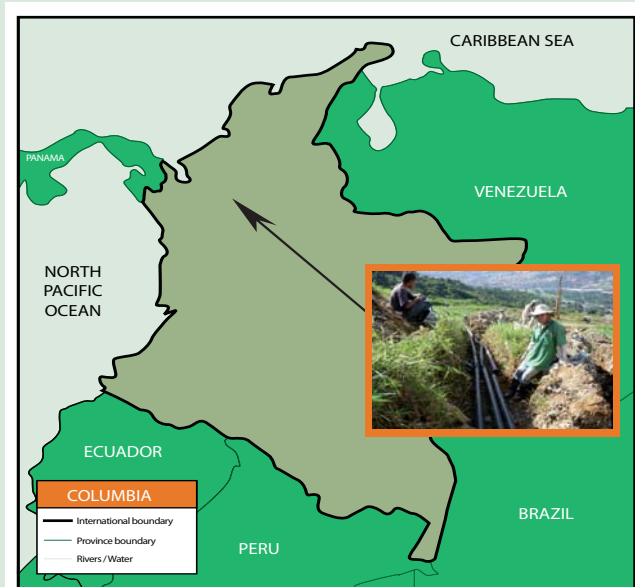 CARIBBEAN SEA
PANAMA
VENEZUELA
NORTH
PACIFIC
OCEAN
ECUADOR
COLUMBIA
International boundary
Province boundary
Rivers / Water
PERU
BRAZIL